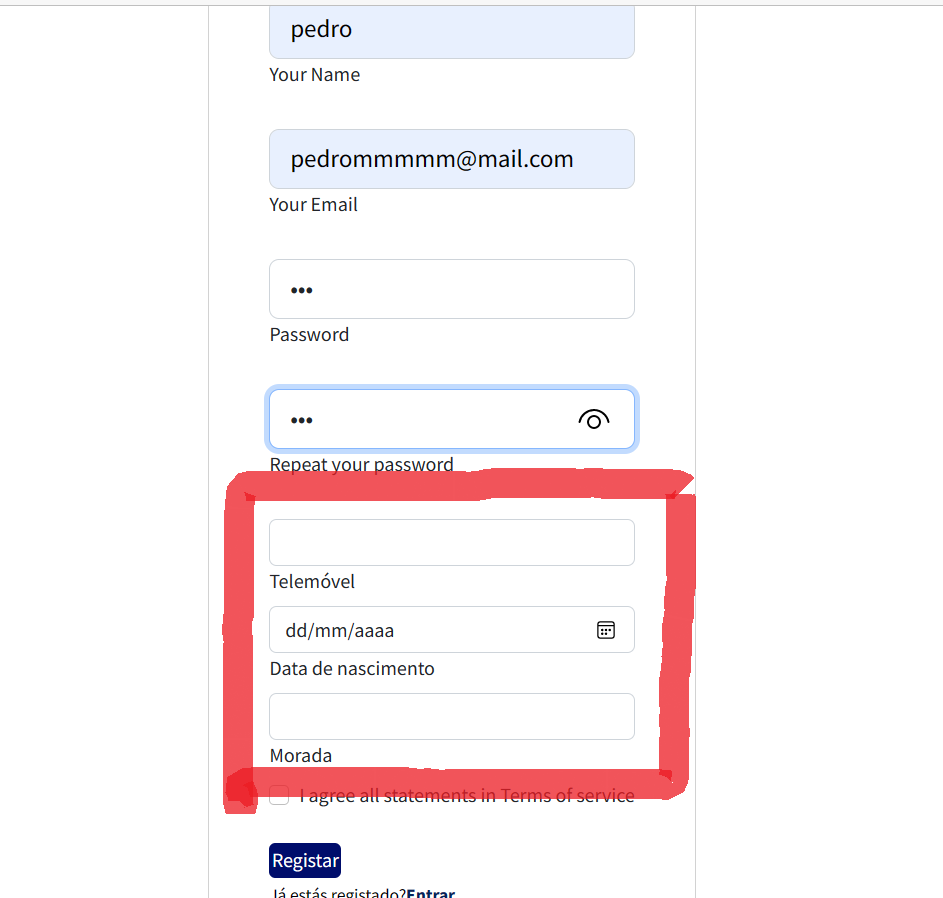 pedro
Your Name
pedrommmmm@mail.com
Your Email
•••
Password
•••
Repeat your password
Telemóvel
dd/mm/aaaa
Data de nascimento
Morada
I agree all statements in Terms of service
Registar
Já estás registado?Entrar